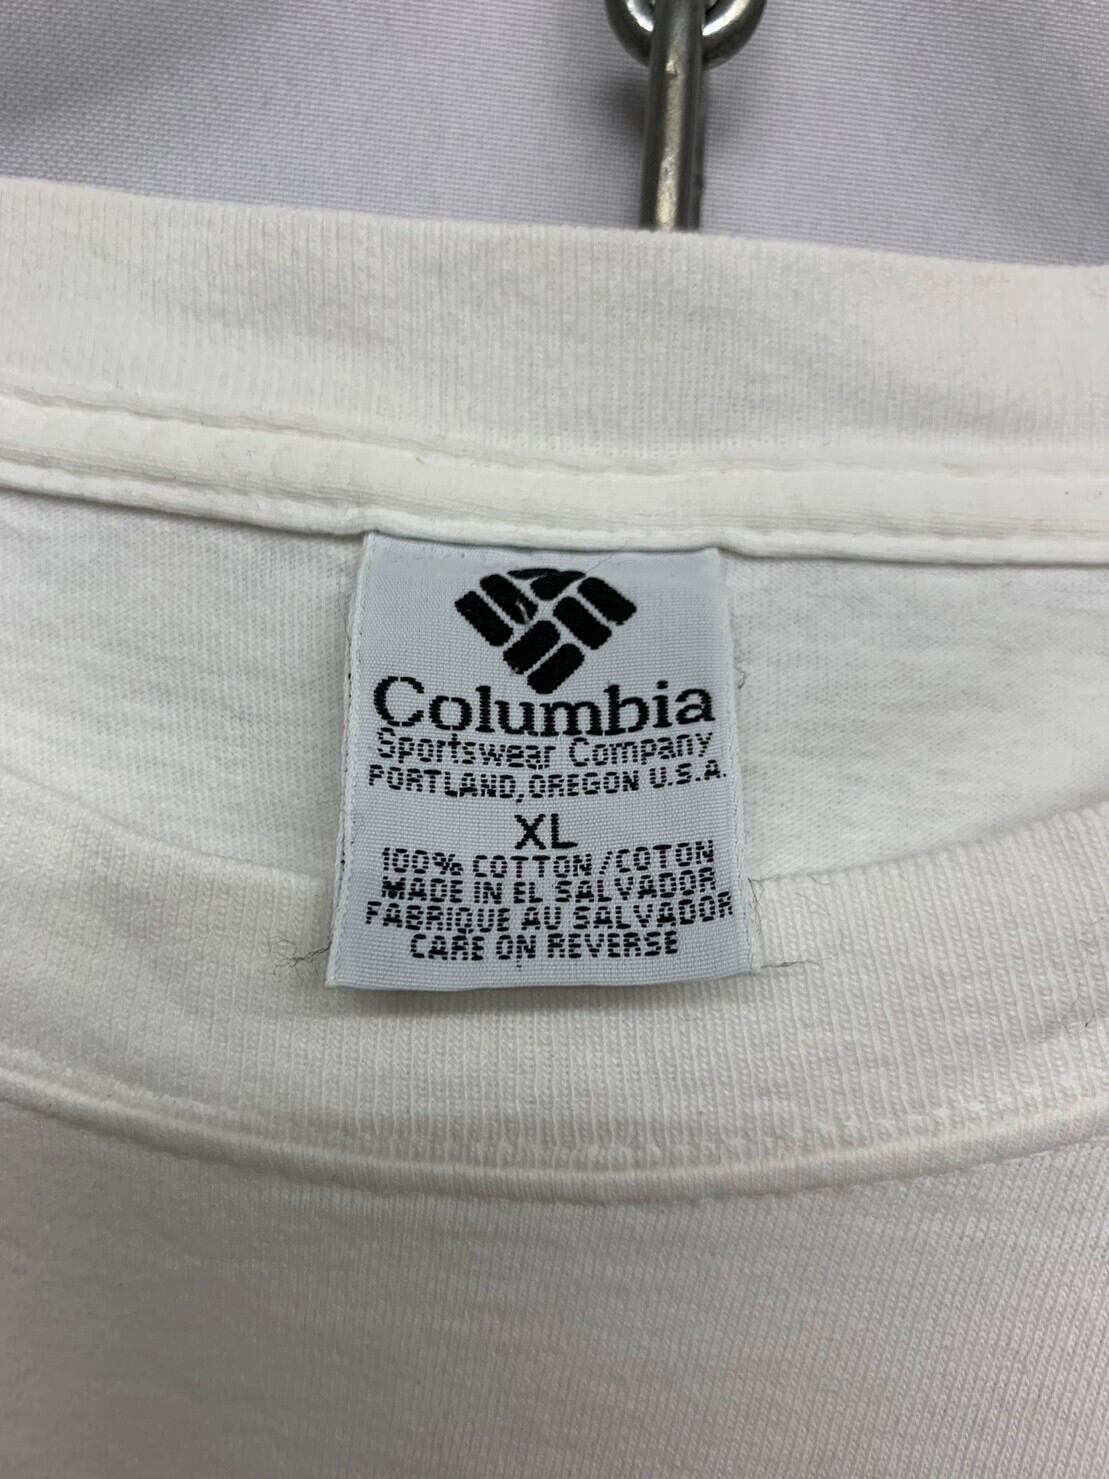 Columbia
Sportswear Company
PORTLAND, OREGON U.S.A.
XL
100% COTTON/COTON
MADE IN EL SALVADOR
FABRIQUE AU SALVADOR
CARE ON REVERSE